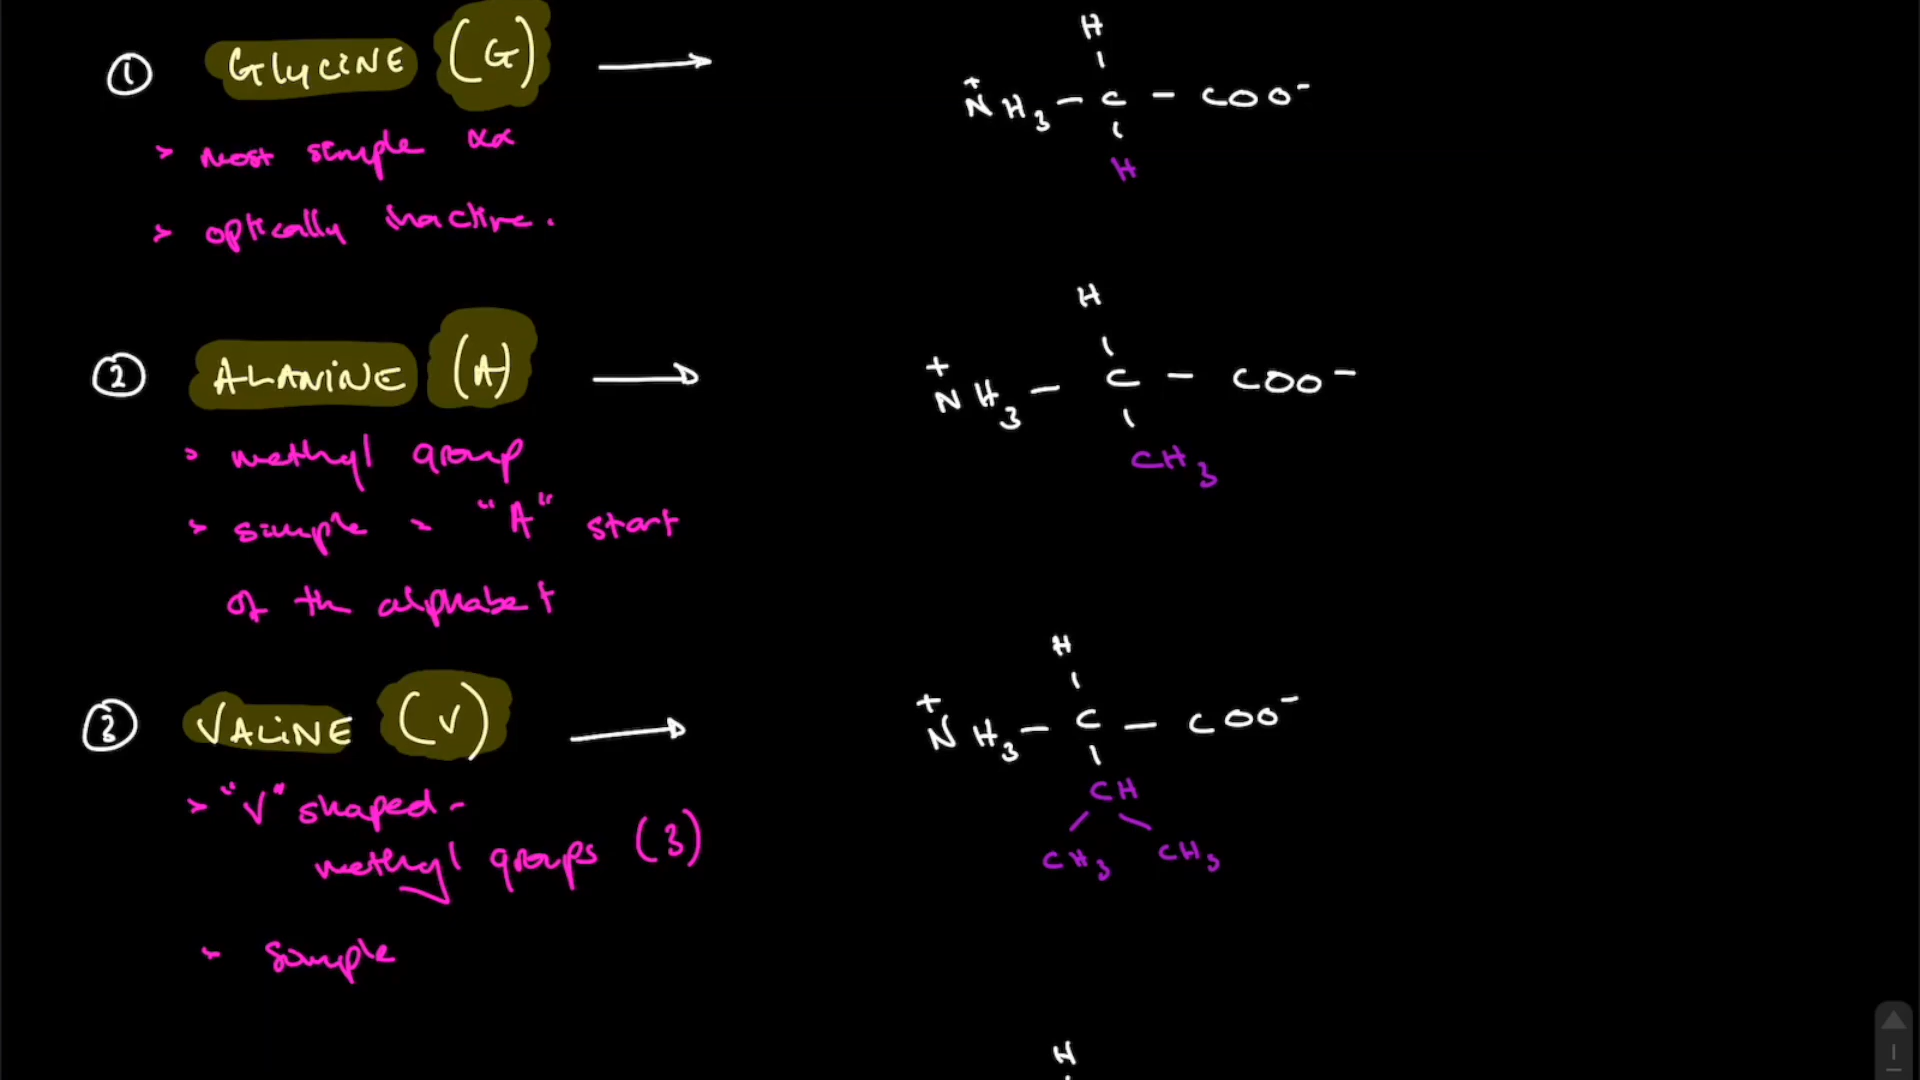 ① GLYCINE (G)
> most simple αα
> optically inactive.
H
+
NH3 - C - COO-
H
② ALANINE (A)
> methyl group
> simple = "A" start
of the alphabet
H
+
NH3 - C - COO-
CH3
③ VALINE (V)
> "V" shaped -
methyl groups (3)
> simple
H
+
NH3 - C - COO-
CH
CH3 CH3
H